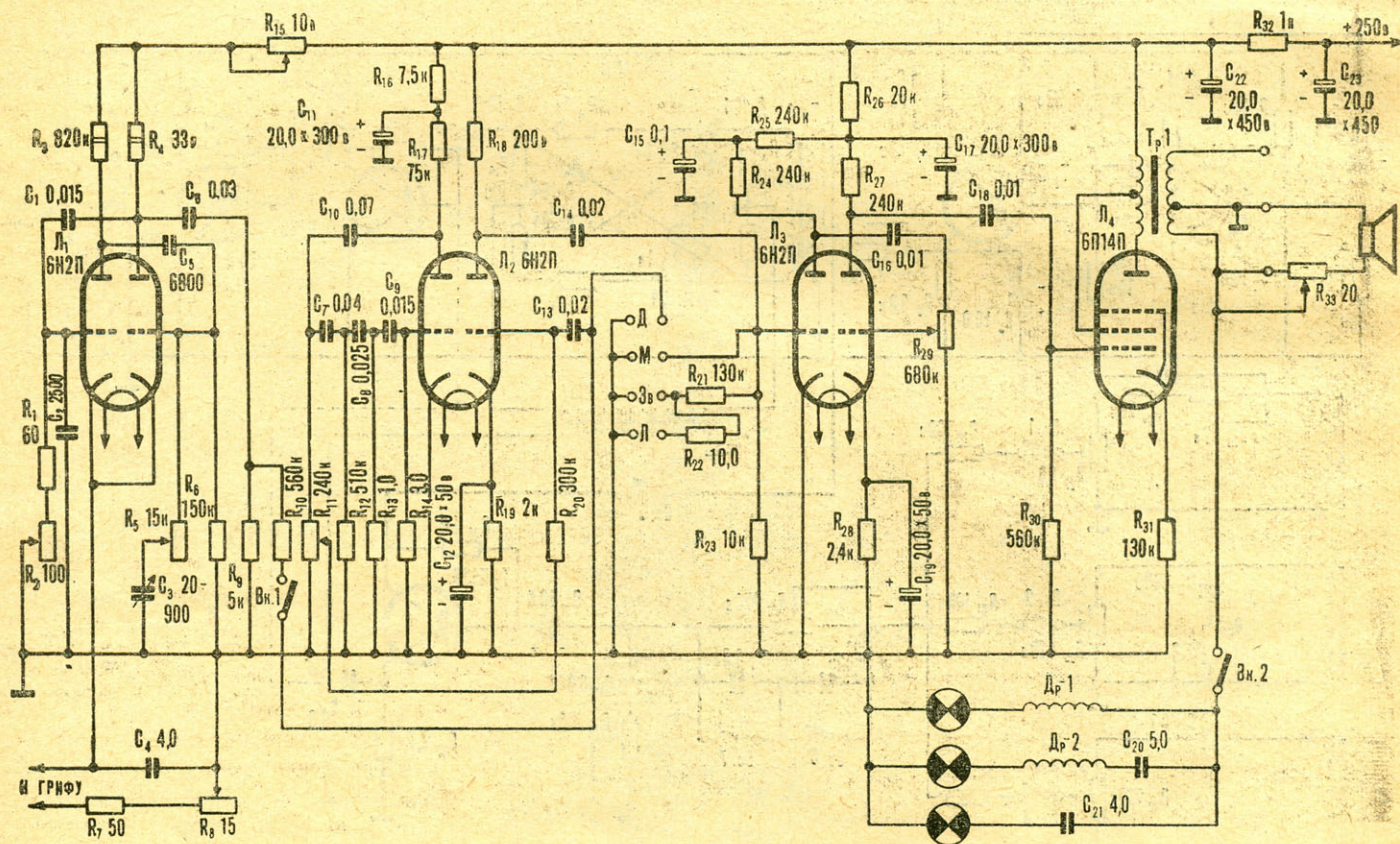 R₁₅ 10к
R₃₂ 1к
+250в
R₁₆ 7,5к
C₂₂ 20,0 х450в
C₂₃ 20,0 х450
C₁₁ 20,0 х 300 в
R₂₆ 20к
R₃ 820к
R₄ 33к
R₁₇ 75к
R₁₈ 200к
C₁₅ 0,1
R₂₅ 240к
C₁₇ 20,0 х 300в
Тр1
R₂₄ 240к
R₂₇ 240к
C₁₈ 0,01
C₁ 0,015
C₆ 0,03
C₁₀ 0,07
C₁₄ 0,02
Л₁ 6Н2П
C₅ 6800
Л₂ 6Н2П
Л₃ 6Н2П
C₁₆ 0,01
Л₄ 6П14П
R₃₃ 20
C₇ 0,04
C₉ 0,015
C₁₃ 0,02
C₈ 0,025
Д
М
Зв
Л
R₂₁ 130к
R₂₂ 10,0
R₂₉ 680к
R₁ 60
2500
R₂ 100
R₅ 15к
R₆ 150к
C₃ 20-900
R₉ 5к
Вк.1
R₁₀ 560к
R₁₁ 240к
R₁₂ 510к
R₁₃ 1,0
R₁₄ 3,0
C₁₂ 20,0 х 50в
R₁₉ 2к
R₂₀ 300к
R₂₃ 10к
R₂₈ 2,4к
C₁₉ 20,0 х 50в
R₃₀ 560к
R₃₁ 130к
Вк.2
Др-1
Др-2
C₂₀ 5,0
C₂₁ 4,0
C₄ 4,0
К ГРИФУ
R₇ 50
R₈ 15